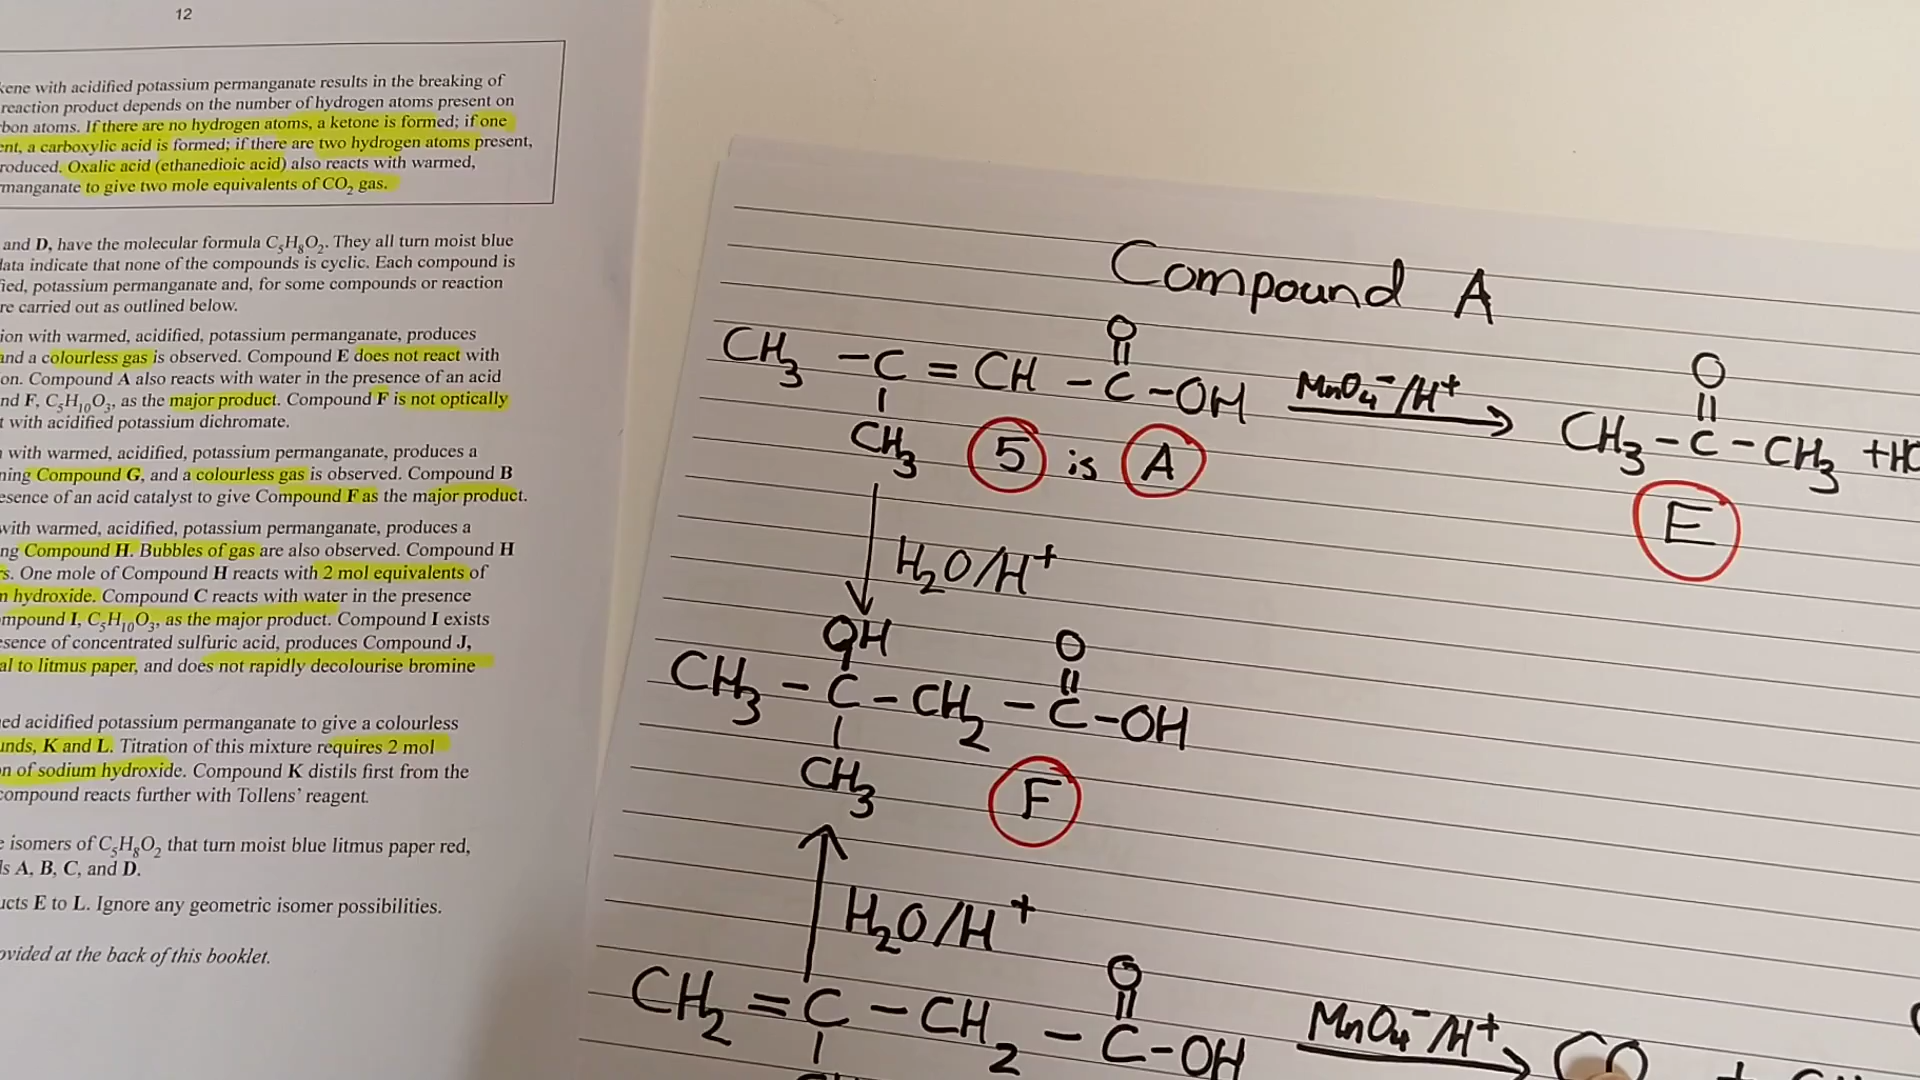 12
kene with acidified potassium permanganate results in the breaking of
reaction product depends on the number of hydrogen atoms present on
bon atoms. If there are no hydrogen atoms, a ketone is formed; if one
ent, a carboxylic acid is formed; if there are two hydrogen atoms present,
roduced. Oxalic acid (ethanedioic acid) also reacts with warmed,
manganate to give two mole equivalents of CO₂ gas.
and D, have the molecular formula C₅H₈O₂. They all turn moist blue
data indicate that none of the compounds is cyclic. Each compound is
fied, potassium permanganate and, for some compounds or reaction
re carried out as outlined below.
ion with warmed, acidified, potassium permanganate, produces
and a colourless gas is observed. Compound E does not react with
on. Compound A also reacts with water in the presence of an acid
nd F, C₅H₁₀O₃, as the major product. Compound F is not optically
t with acidified potassium dichromate.
with warmed, acidified, potassium permanganate, produces a
ning Compound G, and a colourless gas is observed. Compound B
esence of an acid catalyst to give Compound F as the major product.
with warmed, acidified, potassium permanganate, produces a
ng Compound H. Bubbles of gas are also observed. Compound H
s. One mole of Compound H reacts with 2 mol equivalents of
n hydroxide. Compound C reacts with water in the presence
mpound I, C₅H₁₀O₃, as the major product. Compound I exists
esence of concentrated sulfuric acid, produces Compound J,
al to litmus paper, and does not rapidly decolourise bromine
ed acidified potassium permanganate to give a colourless
unds, K and L. Titration of this mixture requires 2 mol
n of sodium hydroxide. Compound K distils first from the
compound reacts further with Tollens' reagent.
e isomers of C₅H₈O₂ that turn moist blue litmus paper red,
ls A, B, C, and D.
ucts E to L. Ignore any geometric isomer possibilities.
ovided at the back of this booklet.
Compound A
O O
CH₃ - C = CH - C - OH MnO₄⁻/H⁺ CH₃ - C - CH₃ + HO
CH₃ 5 is A E
H₂O/H⁺
OH O
CH₃ - C - CH₂ - C - OH
CH₃ F
H₂O/H⁺
O
CH₂ = C - CH₂ - C - OH MnO₄⁻/H⁺ CO +